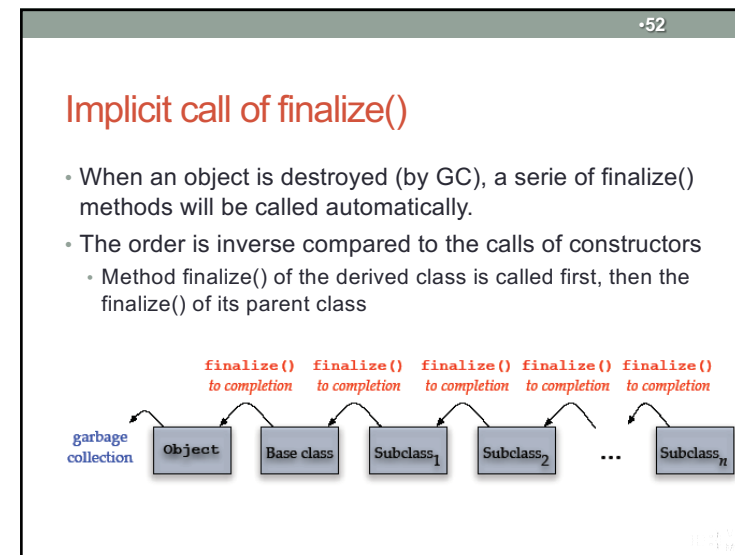 •52
Implicit call of finalize()
• When an object is destroyed (by GC), a serie of finalize()
methods will be called automatically.
• The order is inverse compared to the calls of constructors
• Method finalize() of the derived class is called first, then the
finalize() of its parent class
finalize() finalize() finalize() finalize() finalize()
to completion to completion to completion to completion to completion
garbage
collection
Object Base class Subclass1 Subclass2 ... Subclassn